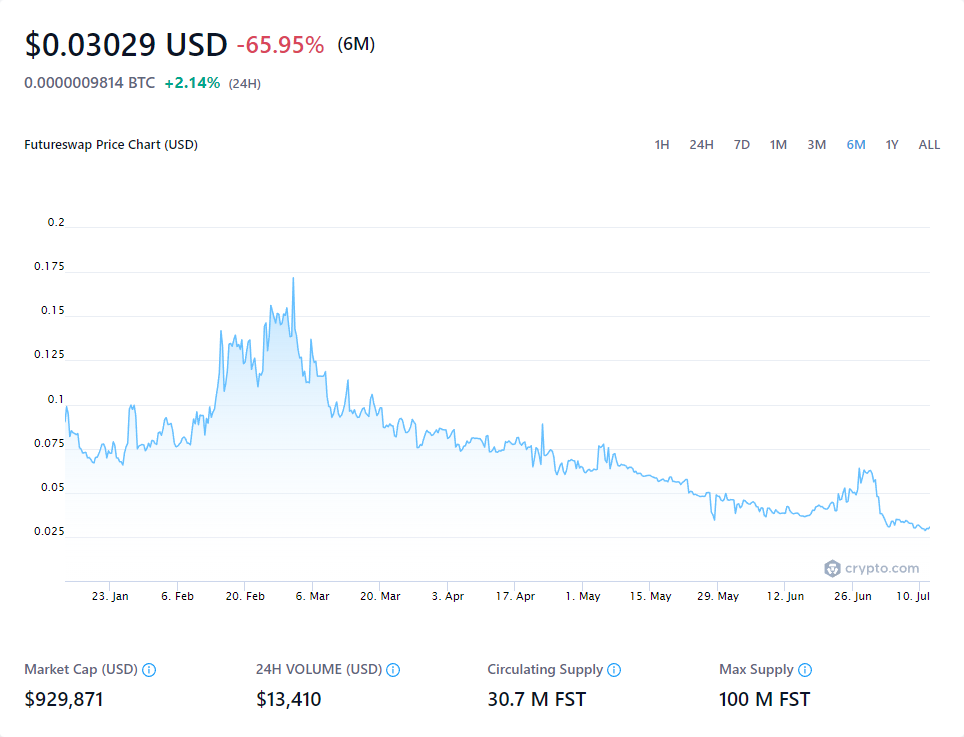 $0.03029 USD -65.95% (6M)
0.0000009814 BTC +2.14% (24H)
Futureswap Price Chart (USD) 1H 24H 7D 1M 3M 6M 1Y ALL
0.2
0.175
0.15
0.125
0.1
0.075
0.05
0.025
crypto.com
23. Jan 6. Feb 20. Feb 6. Mar 20. Mar 3. Apr 17. Apr 1. May 15. May 29. May 12. Jun 26. Jun 10. Jul
Market Cap (USD) 24H VOLUME (USD) Circulating Supply Max Supply
$929,871 $13,410 30.7 M FST 100 M FST